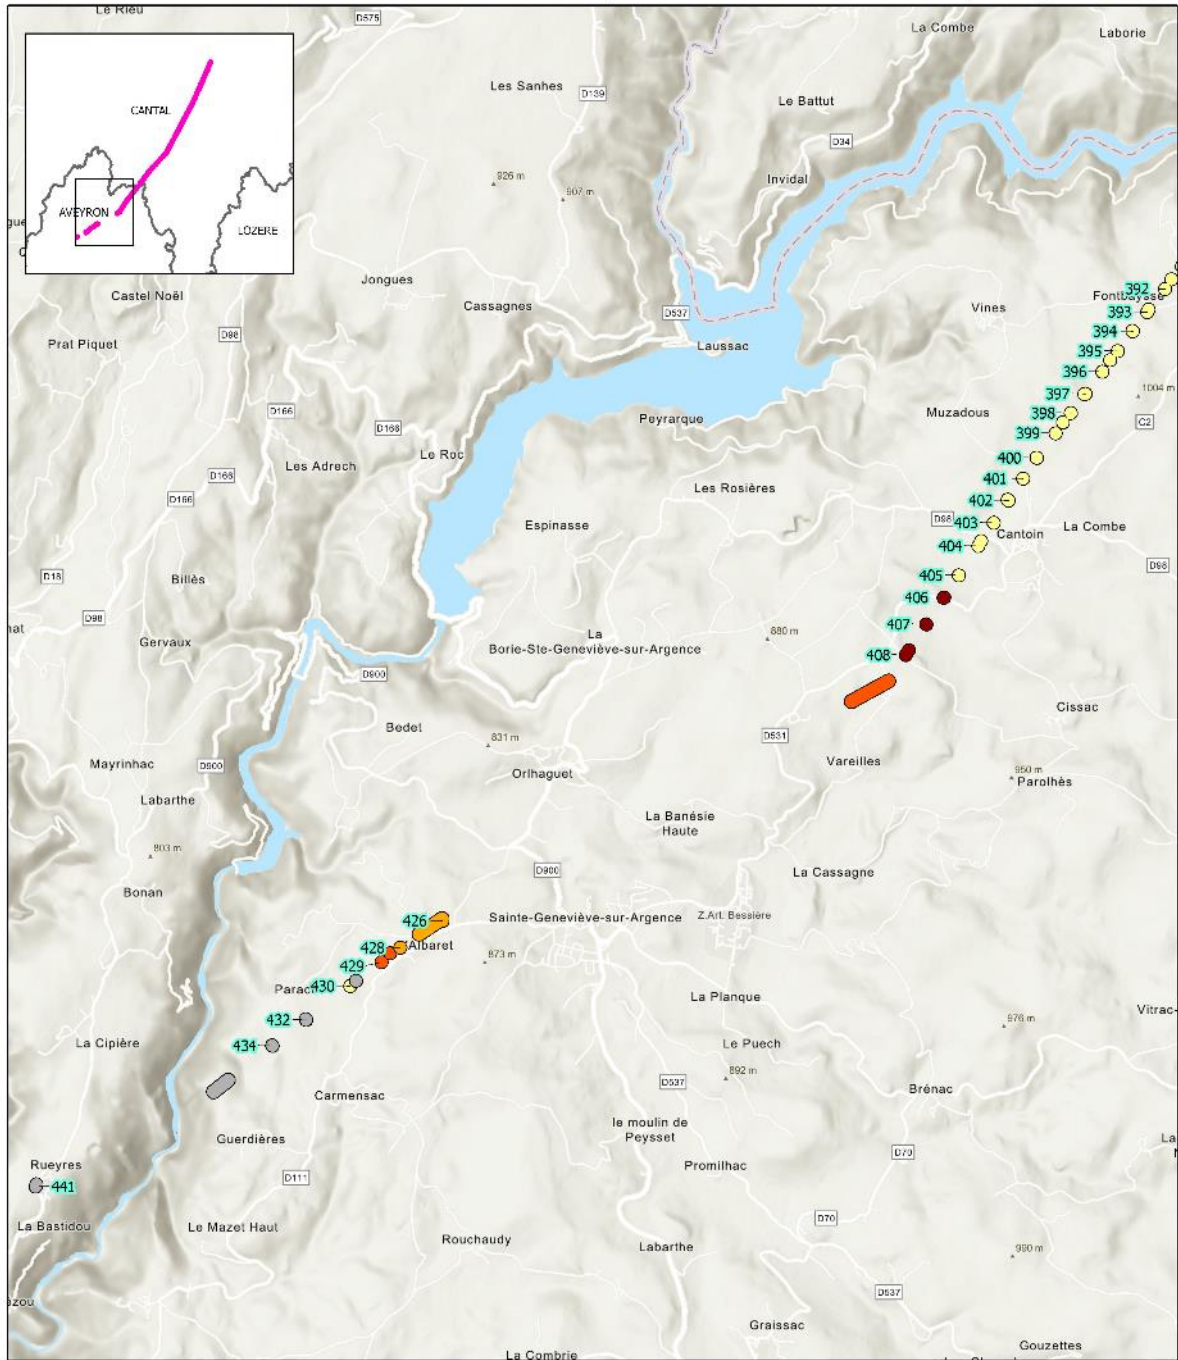 Le Rieu
D575
La Combe
Laborie
CANTAL
AVEYRON
LOZERE
Les Sanhes
D139
Le Battut
D34
Invidal
926 m
907 m
Jongues
Castel Noël
Cassagnes
D537
Laussac
Vines
Fontbaysse
392
393
394
395
396
397
1004 m
398
399
400
401
402
403
404
405
406
407
408
Prat Piquet
D98
D166
D166
D166
D166
Les Adrech
Le Roc
Peyrarque
Muzadous
C2
Les Rosières
Espinasse
D98
Cantoin
La Combe
D98
D18
Billès
D98
Gervaux
La
Borie-Ste-Geneviève-sur-Argence
880 m
D900
Bedet
831 m
D531
Cissac
Vareilles
950 m
Parolhès
Mayrinhac
D900
Labarthe
Orlhaguet
803 m
Bonan
La Banésie
Haute
D900
La Cassagne
426
Sainte-Geneviève-sur-Argence
Z.Art. Bessière
428
Albaret
429
873 m
430
432
434
La Planque
Vitrac-
976 m
La Cipière
Le Puech
892 m
D537
Brénac
Carmensac
le moulin de
Peysset
Guerdières
D70
Promilhac
Rueyres
441
D111
La Bastidou
Le Mazet Haut
D70
Rouchaudy
Labarthe
990 m
D537
Graissac
Gouzettes
La Combrie